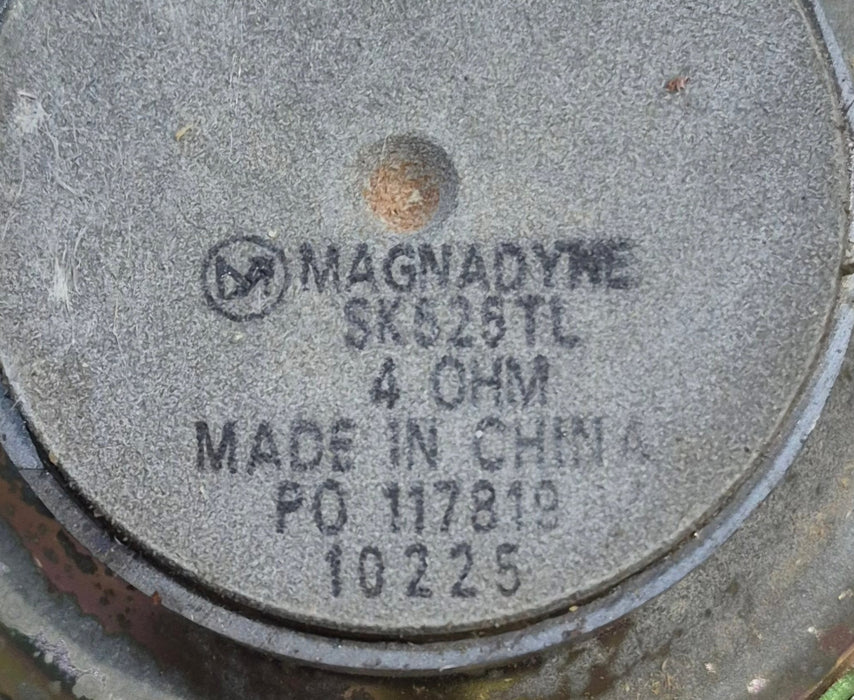 MAGNADYNE
SK525TL
4 OHM
MADE IN CHINA
PO 117819
10225